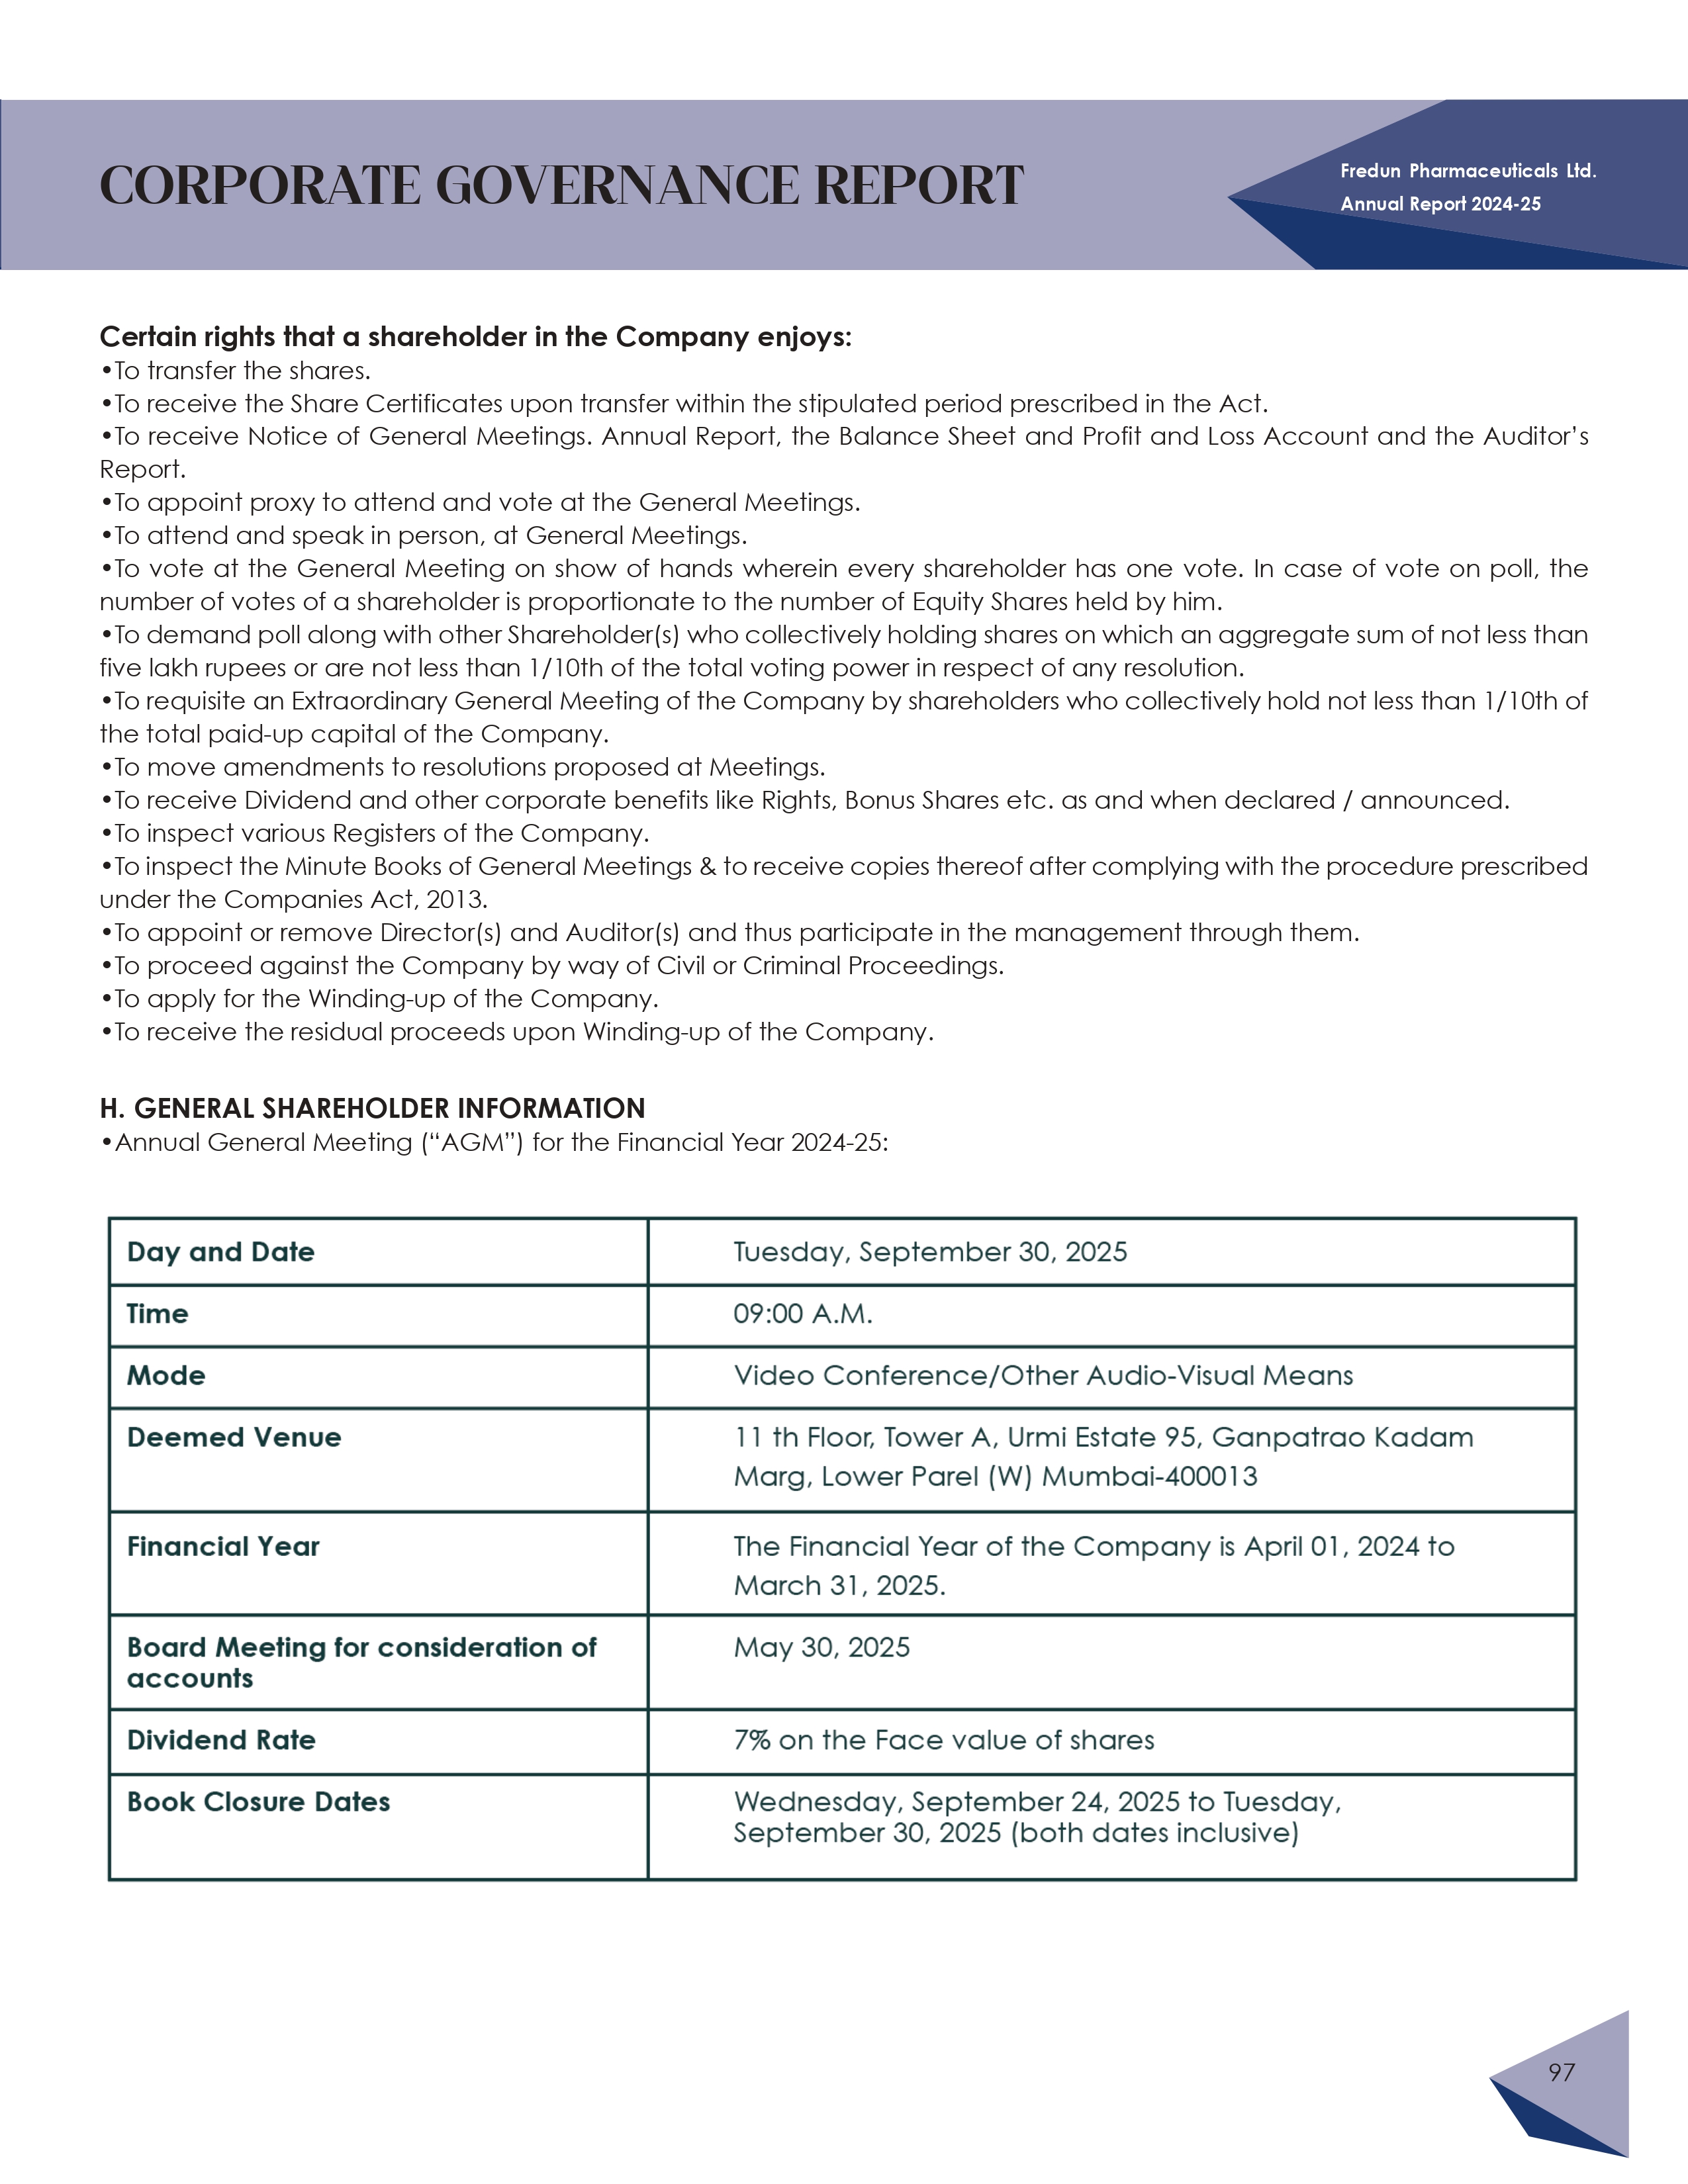 CORPORATE GOVERNANCE REPORT
Fredun Pharmaceuticals Ltd.
Annual Report 2024-25
Certain rights that a shareholder in the Company enjoys:
•To transfer the shares.
•To receive the Share Certificates upon transfer within the stipulated period prescribed in the Act.
•To receive Notice of General Meetings. Annual Report, the Balance Sheet and Profit and Loss Account and the Auditor’s
Report.
•To appoint proxy to attend and vote at the General Meetings.
•To attend and speak in person, at General Meetings.
•To vote at the General Meeting on show of hands wherein every shareholder has one vote. In case of vote on poll, the
number of votes of a shareholder is proportionate to the number of Equity Shares held by him.
•To demand poll along with other Shareholder(s) who collectively holding shares on which an aggregate sum of not less than
five lakh rupees or are not less than 1/10th of the total voting power in respect of any resolution.
•To requisite an Extraordinary General Meeting of the Company by shareholders who collectively hold not less than 1/10th of
the total paid-up capital of the Company.
•To move amendments to resolutions proposed at Meetings.
•To receive Dividend and other corporate benefits like Rights, Bonus Shares etc. as and when declared / announced.
•To inspect various Registers of the Company.
•To inspect the Minute Books of General Meetings & to receive copies thereof after complying with the procedure prescribed
under the Companies Act, 2013.
•To appoint or remove Director(s) and Auditor(s) and thus participate in the management through them.
•To proceed against the Company by way of Civil or Criminal Proceedings.
•To apply for the Winding-up of the Company.
•To receive the residual proceeds upon Winding-up of the Company.
H. GENERAL SHAREHOLDER INFORMATION
•Annual General Meeting (“AGM”) for the Financial Year 2024-25:
Day and Date
Tuesday, September 30, 2025
Time
09:00 A.M.
Mode
Video Conference/Other Audio-Visual Means
Deemed Venue
11 th Floor, Tower A, Urmi Estate 95, Ganpatrao Kadam
Marg, Lower Parel (W) Mumbai-400013
Financial Year
The Financial Year of the Company is April 01, 2024 to
March 31, 2025.
Board Meeting for consideration of
accounts
May 30, 2025
Dividend Rate
7% on the Face value of shares
Book Closure Dates
Wednesday, September 24, 2025 to Tuesday,
September 30, 2025 (both dates inclusive)
97